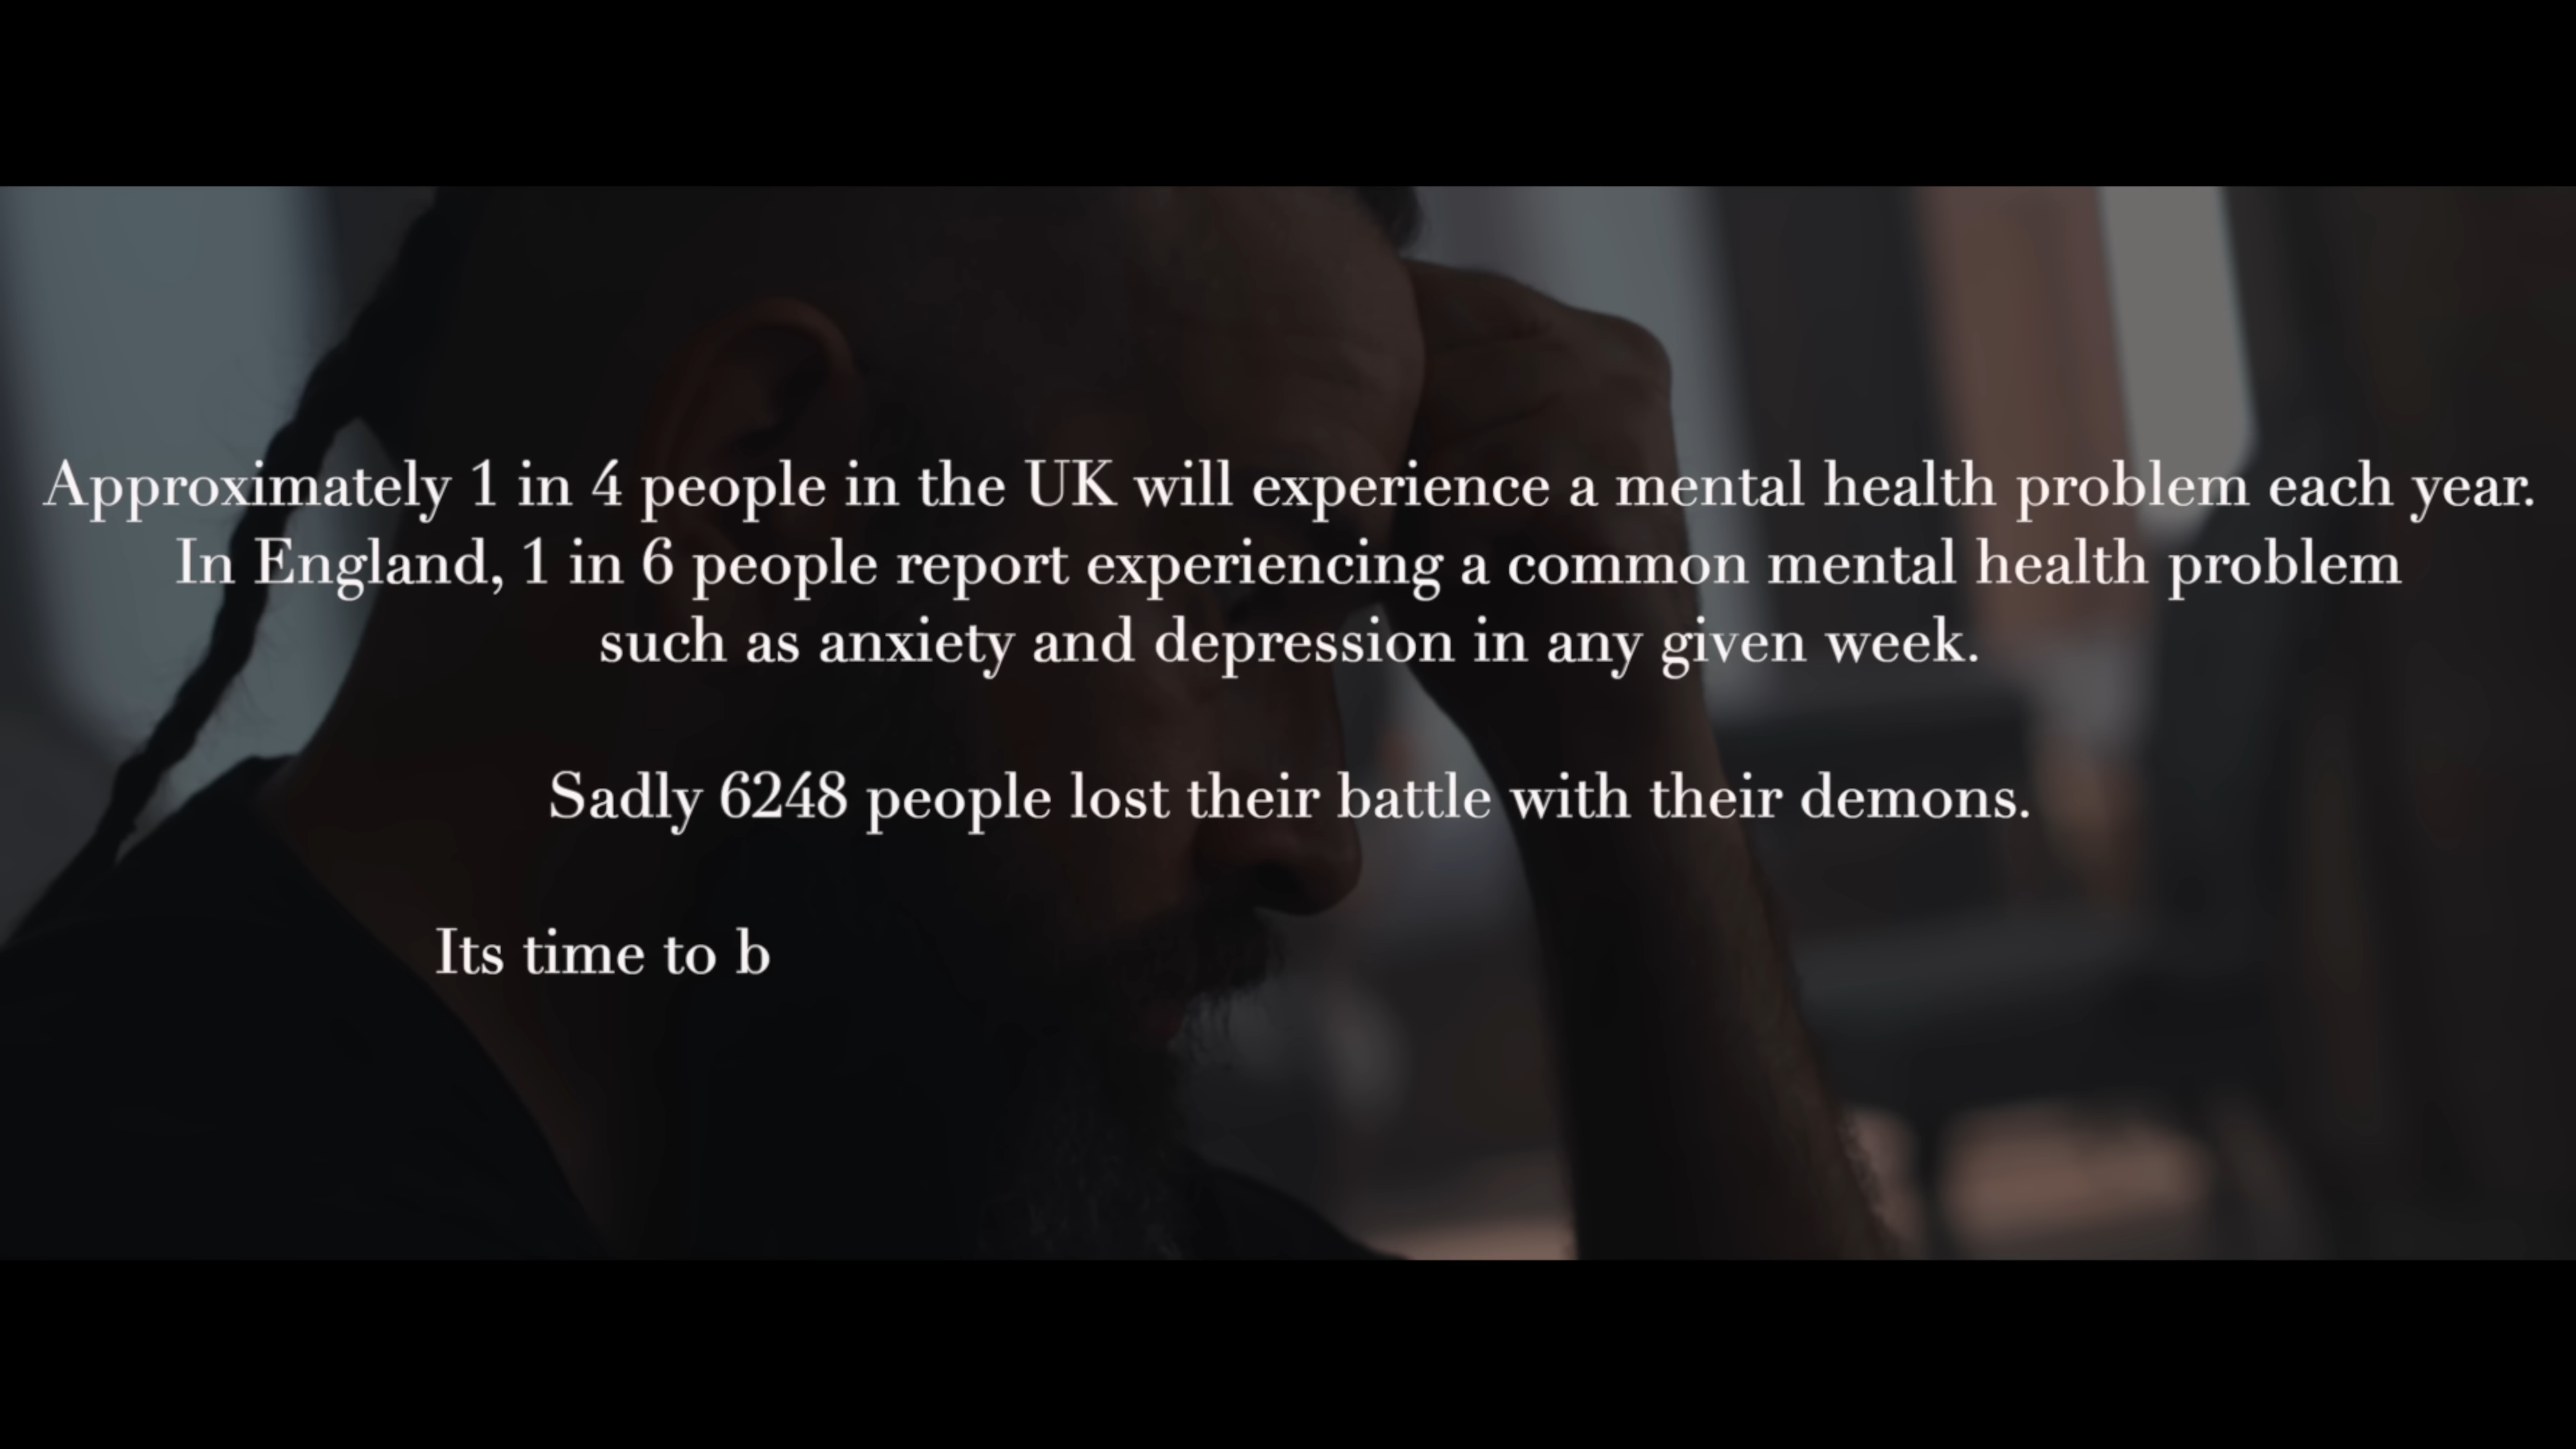 Approximately 1 in 4 people in the UK will experience a mental health problem each year.
In England, 1 in 6 people report experiencing a common mental health problem
such as anxiety and depression in any given week.
Sadly 6248 people lost their battle with their demons.
Its time to b